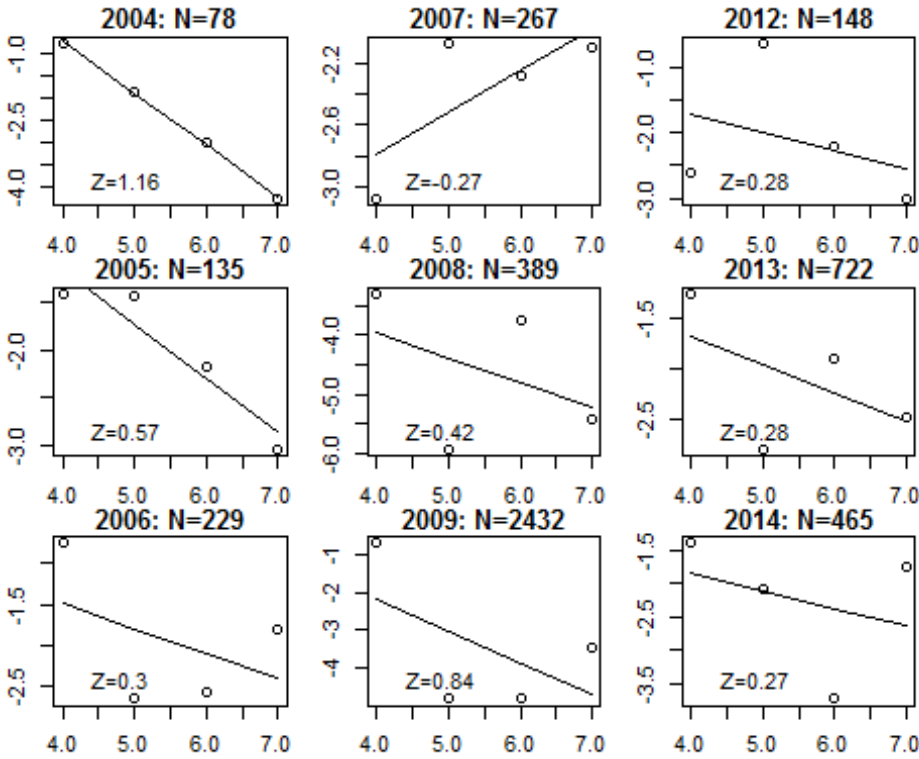 2004: N=78
-1.0
-2.5
-4.0
Z=1.16
4.0 5.0 6.0 7.0
2007: N=267
-2.2
-2.6
-3.0
Z=-0.27
4.0 5.0 6.0 7.0
2012: N=148
-1.0
-2.0
-3.0
Z=0.28
4.0 5.0 6.0 7.0
2005: N=135
-2.0
-3.0
Z=0.57
4.0 5.0 6.0 7.0
2008: N=389
-4.0
-5.0
-6.0
Z=0.42
4.0 5.0 6.0 7.0
2013: N=722
-1.5
-2.5
Z=0.28
4.0 5.0 6.0 7.0
2006: N=229
-1.5
-2.5
Z=0.3
4.0 5.0 6.0 7.0
2009: N=2432
-1
-2
-3
-4
Z=0.84
4.0 5.0 6.0 7.0
2014: N=465
-1.5
-2.5
-3.5
Z=0.27
4.0 5.0 6.0 7.0